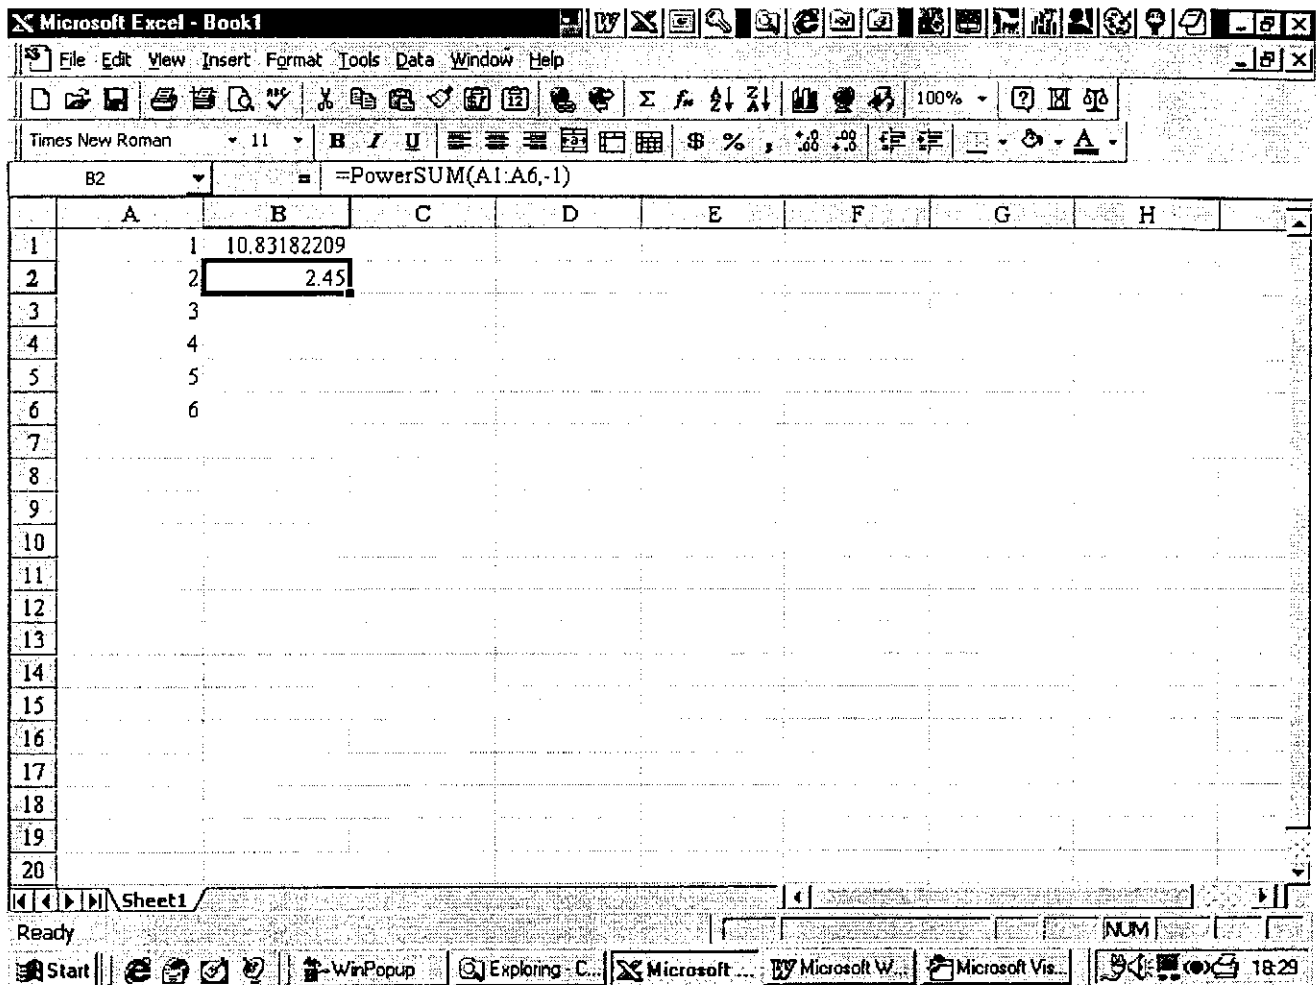 Microsoft Excel - Book1
File Edit View Insert Format Tools Data Window Help
100%
Times New Roman 11 B I U $ % ,
B2 = =PowerSUM(A1:A6,-1)
A B C D E F G H
1 1 10.83182209
2 2 2.45
3 3
4 4
5 5
6 6
7
8
9
10
11
12
13
14
15
16
17
18
19
20
Sheet1
Ready NUM
Start WinPopup Exploring - C... Microsoft ... Microsoft W... Microsoft Vis... 18:29